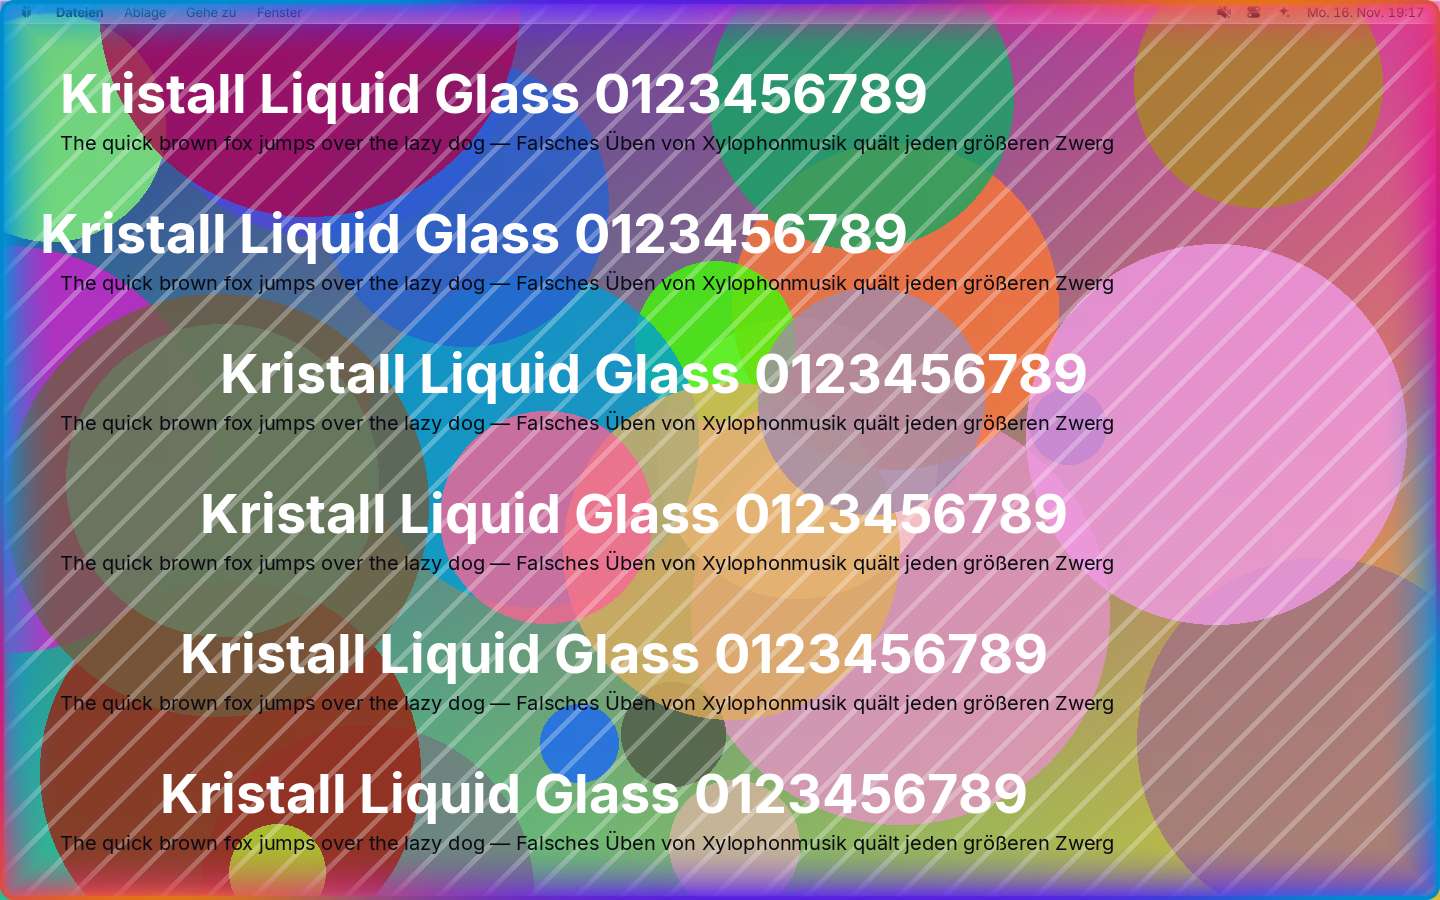 Dateien Ablage Gehe zu Fenster Mo. 16. Nov. 19:17
Kristall Liquid Glass 0123456789
The quick brown fox jumps over the lazy dog — Falsches Üben von Xylophonmusik quält jeden größeren Zwerg
Kristall Liquid Glass 0123456789
The quick brown fox jumps over the lazy dog — Falsches Üben von Xylophonmusik quält jeden größeren Zwerg
Kristall Liquid Glass 0123456789
The quick brown fox jumps over the lazy dog — Falsches Üben von Xylophonmusik quält jeden größeren Zwerg
Kristall Liquid Glass 0123456789
The quick brown fox jumps over the lazy dog — Falsches Üben von Xylophonmusik quält jeden größeren Zwerg
Kristall Liquid Glass 0123456789
The quick brown fox jumps over the lazy dog — Falsches Üben von Xylophonmusik quält jeden größeren Zwerg
Kristall Liquid Glass 0123456789
The quick brown fox jumps over the lazy dog — Falsches Üben von Xylophonmusik quält jeden größeren Zwerg